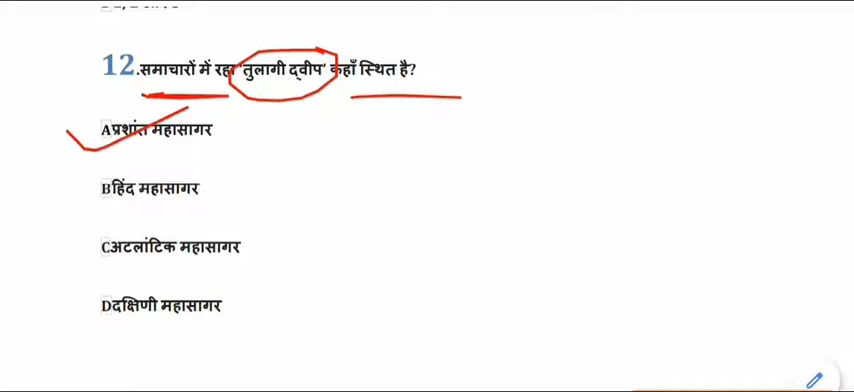 12.समाचारों में रहा 'तुलागी द्वीप' कहाँ स्थित है?
Aप्रशांत महासागर
Bहिंद महासागर
Cअटलांटिक महासागर
Dदक्षिणी महासागर